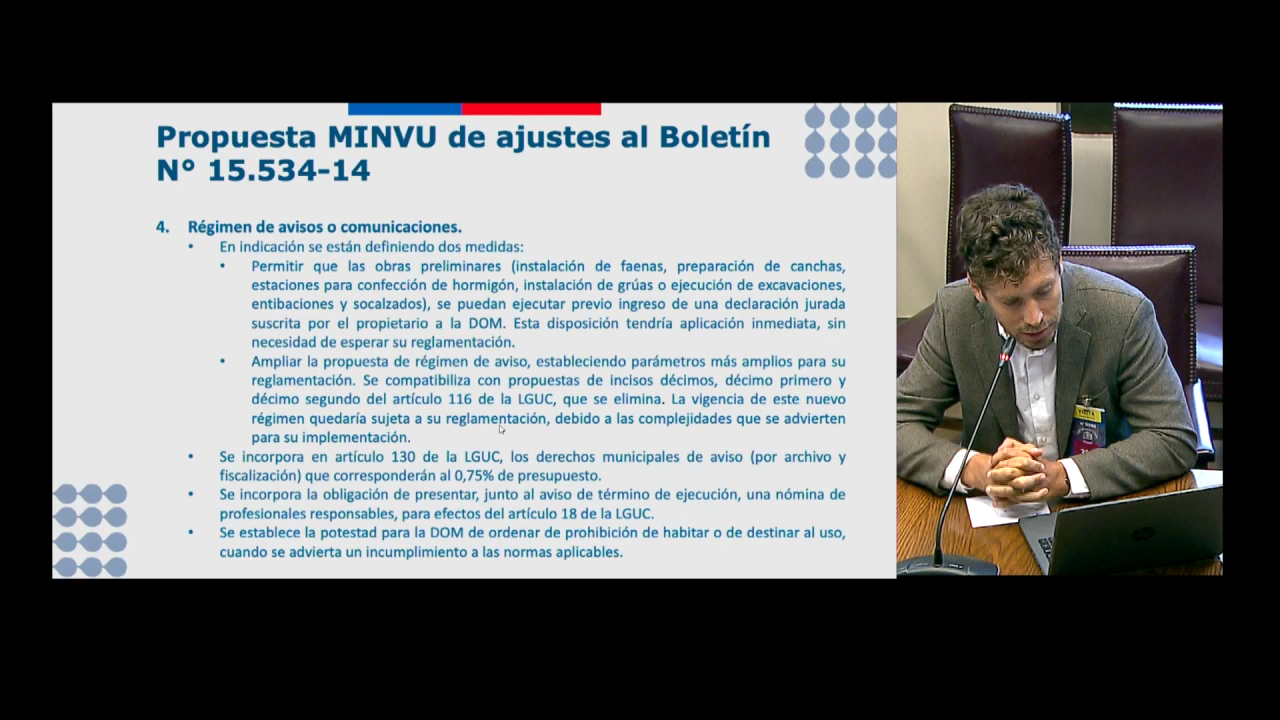 Propuesta MINVU de ajustes al Boletín
N° 15.534-14
4. Régimen de avisos o comunicaciones.
• En indicación se están definiendo dos medidas:
• Permitir que las obras preliminares (instalación de faenas, preparación de canchas,
estaciones para confección de hormigón, instalación de grúas o ejecución de excavaciones,
entibaciones y socalzados), se puedan ejecutar previo ingreso de una declaración jurada
suscrita por el propietario a la DOM. Esta disposición tendría aplicación inmediata, sin
necesidad de esperar su reglamentación.
• Ampliar la propuesta de régimen de aviso, estableciendo parámetros más amplios para su
reglamentación. Se compatibiliza con propuestas de incisos décimos, décimo primero y
décimo segundo del artículo 116 de la LGUC, que se elimina. La vigencia de este nuevo
régimen quedaría sujeta a su reglamentación, debido a las complejidades que se advierten
para su implementación.
• Se incorpora en artículo 130 de la LGUC, los derechos municipales de aviso (por archivo y
fiscalización) que corresponderán al 0,75% de presupuesto.
• Se incorpora la obligación de presentar, junto al aviso de término de ejecución, una nómina de
profesionales responsables, para efectos del artículo 18 de la LGUC.
• Se establece la potestad para la DOM de ordenar de prohibición de habitar o de destinar al uso,
cuando se advierta un incumplimiento a las normas aplicables.